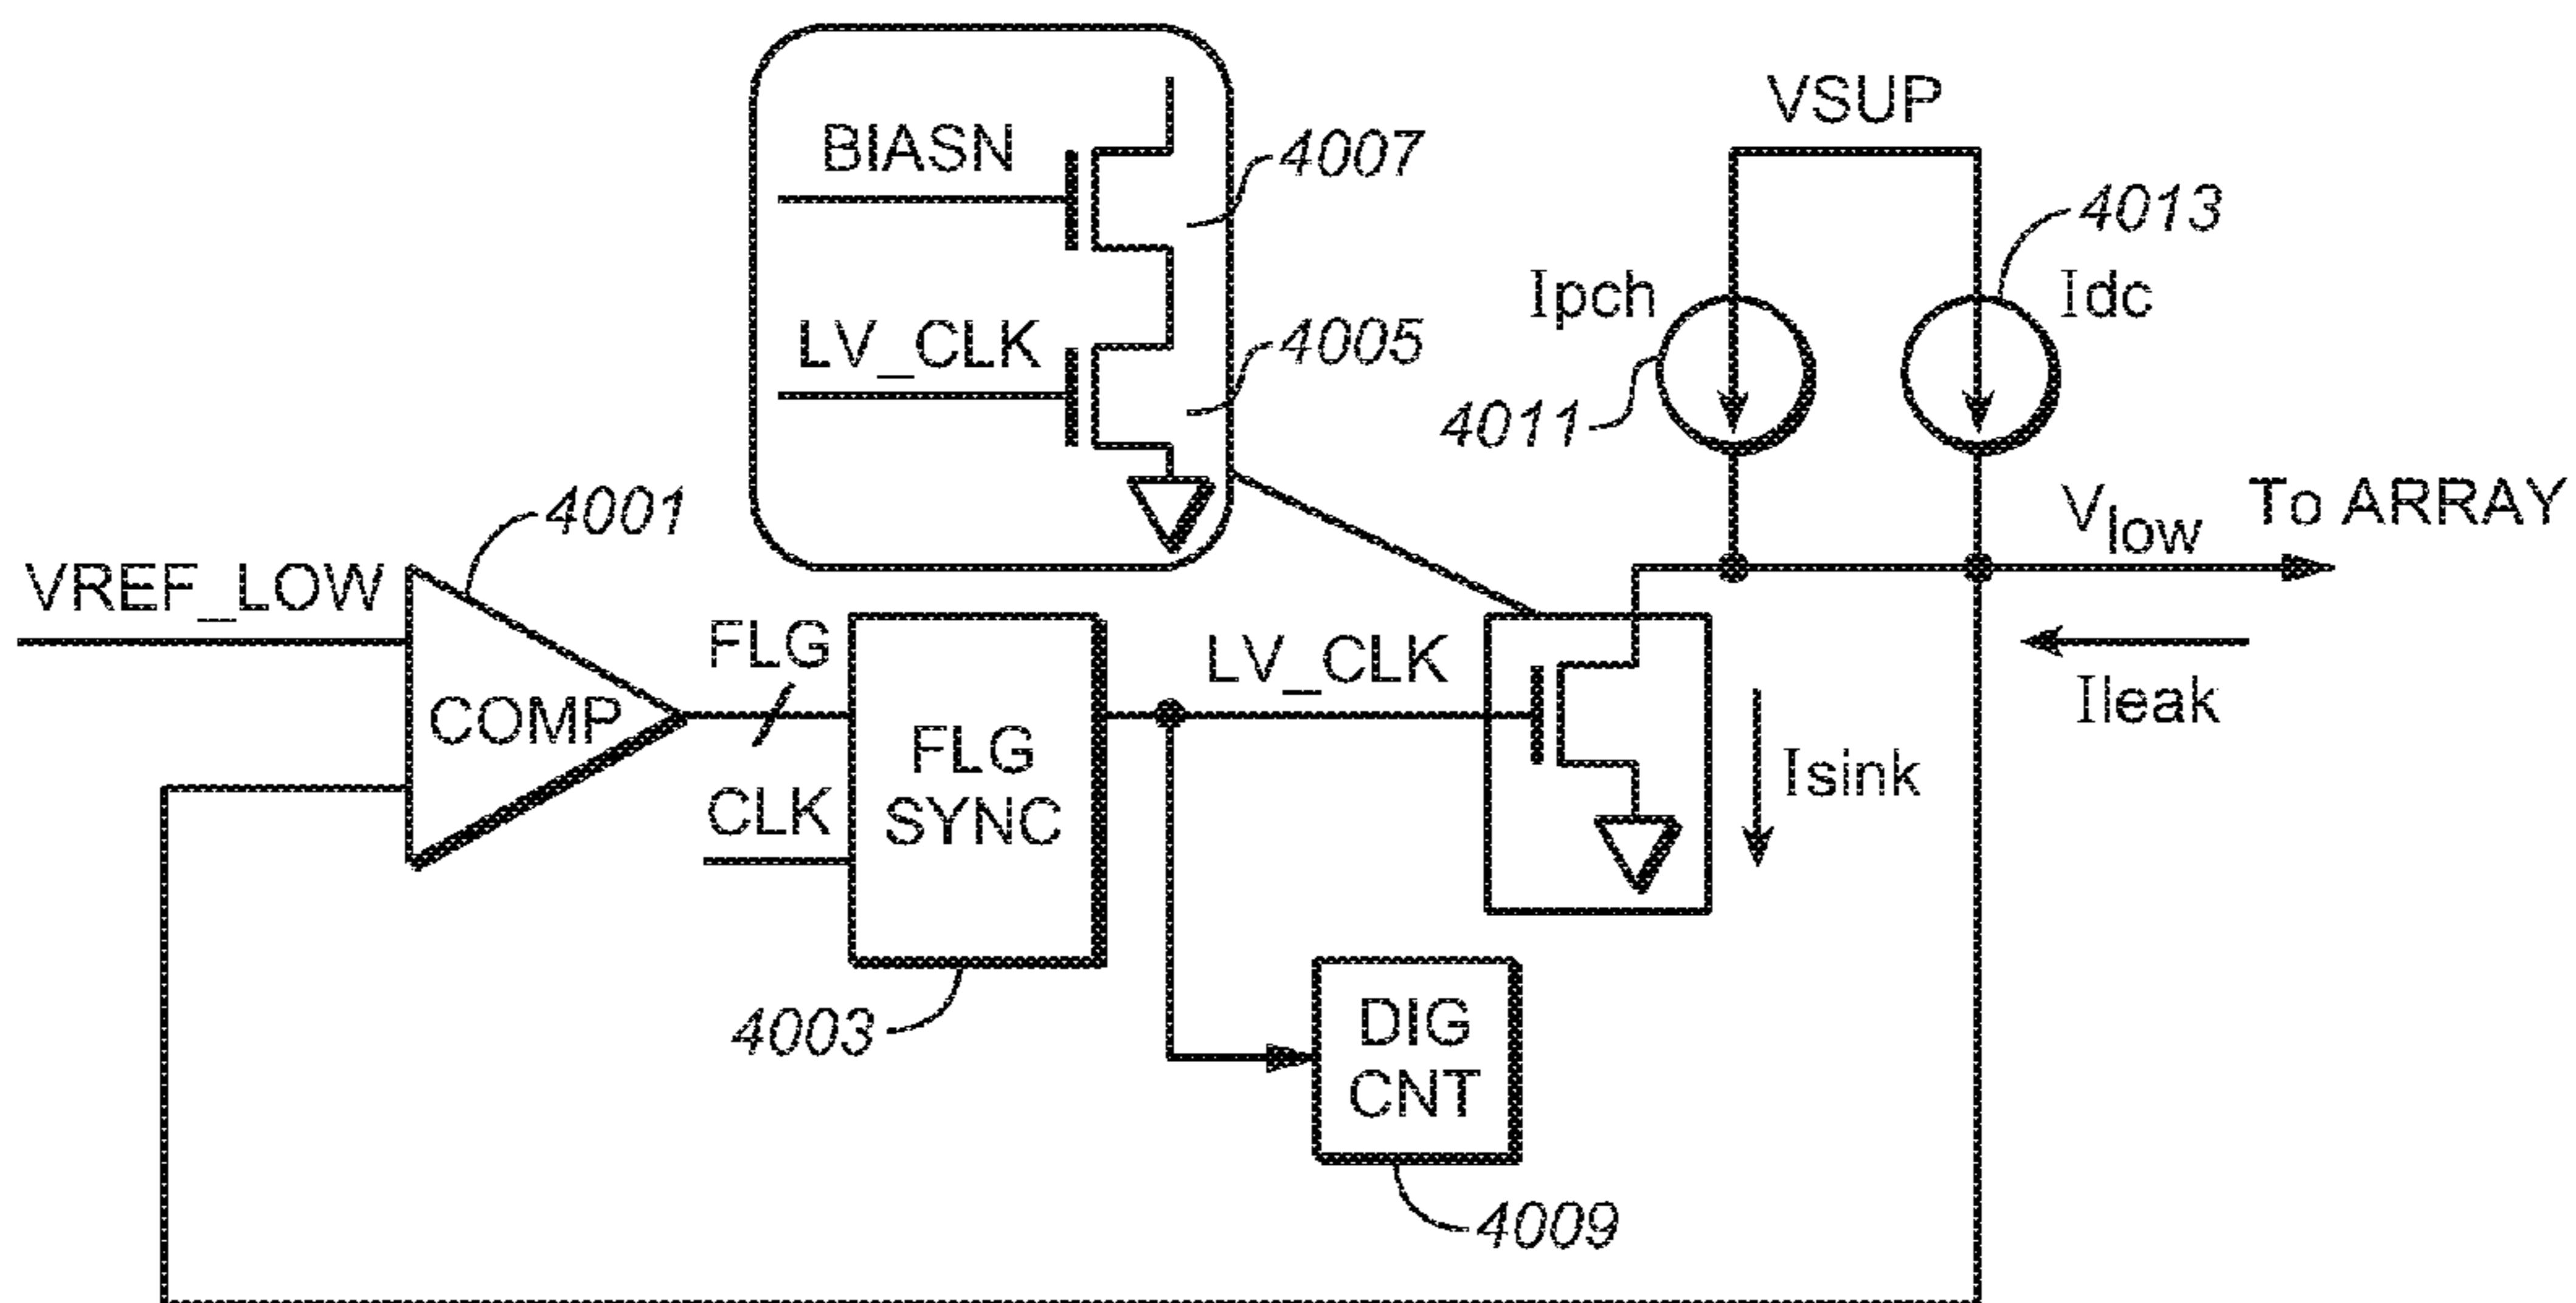 VSUP
BIASN
4007
4013
Ipch
Idc
LV_CLK
4005
4011
4001
Vlow
To ARRAY
VREF_LOW
FLG
LV_CLK
Ileak
COMP
FLG
SYNC
Isink
CLK
DIG
CNT
4003
4009